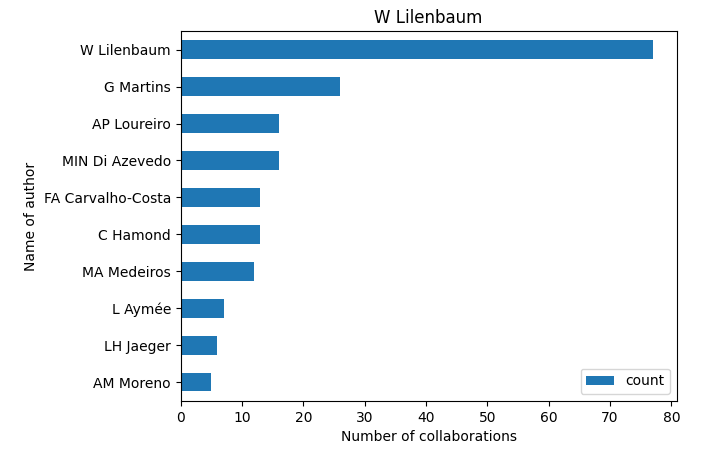 W Lilenbaum
W Lilenbaum
G Martins
AP Loureiro
MIN Di Azevedo
FA Carvalho-Costa
C Hamond
MA Medeiros
L Aymée
LH Jaeger
AM Moreno
Name of author
count
0 10 20 30 40 50 60 70 80
Number of collaborations